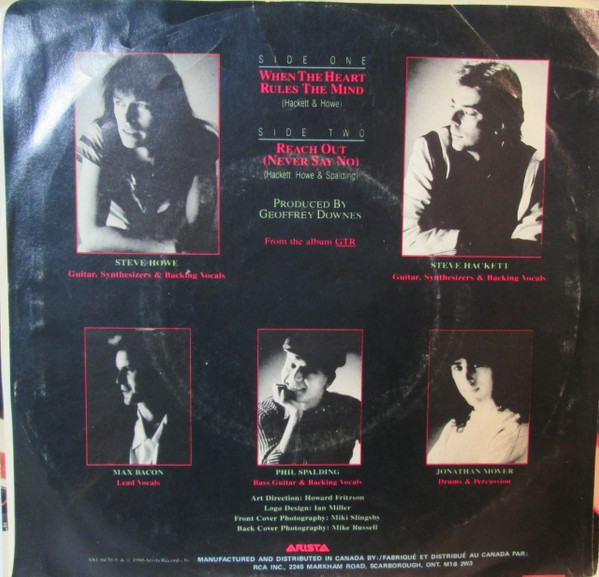 SIDE ONE
WHEN THE HEART
RULES THE MIND
(Hackett & Howe)
SIDE TWO
REACH OUT
(NEVER SAY NO)
(Hackett, Howe & Spalding)
PRODUCED BY
GEOFFREY DOWNES
From the album GTR
STEVE HOWE
Guitar, Synthesizers & Backing Vocals
STEVE HACKETT
Guitar, Synthesizers & Backing Vocals
MAX BACON
Lead Vocals
PHIL SPALDING
Bass Guitar & Backing Vocals
JONATHAN MOVER
Drums & Percussion
Art Direction: Howard Fritzson
Logo Design: Ian Miller
Front Cover Photography: Miki Slingsby
Back Cover Photography: Mike Russell
ARISTA
MANUFACTURED AND DISTRIBUTED IN CANADA BY:/FABRIQUÉ ET DISTRIBUÉ AU CANADA PAR:
RCA INC., 2245 MARKHAM ROAD, SCARBOROUGH, ONT. M1B 2W3